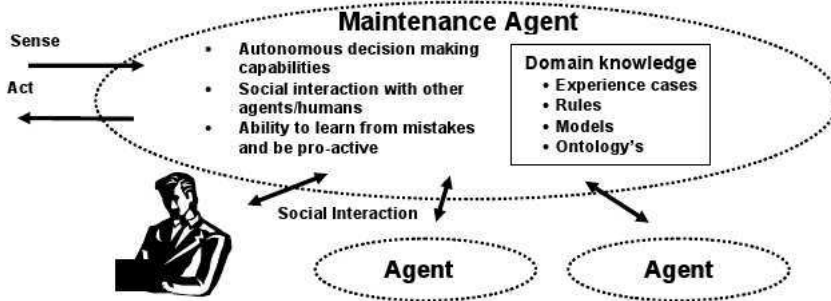 Maintenance Agent
Sense
Act
• Autonomous decision making
capabilities
• Social interaction with other
agents/humans
• Ability to learn from mistakes
and be pro-active
Domain knowledge
• Experience cases
• Rules
• Models
• Ontology's
Social Interaction
Agent
Agent